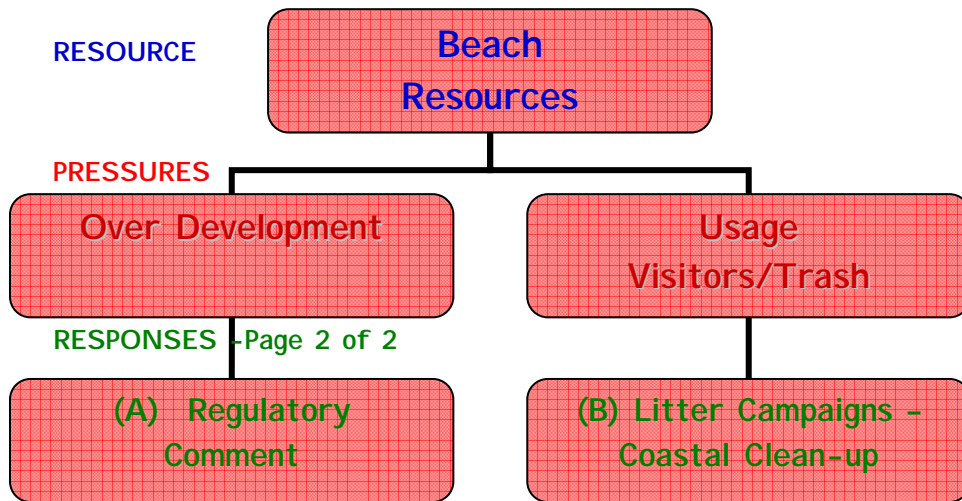 RESOURCE
Beach
Resources
PRESSURES
Over Development
Usage
Visitors/Trash
RESPONSES -Page 2 of 2
(A) Regulatory
Comment
(B) Litter Campaigns –
Coastal Clean-up